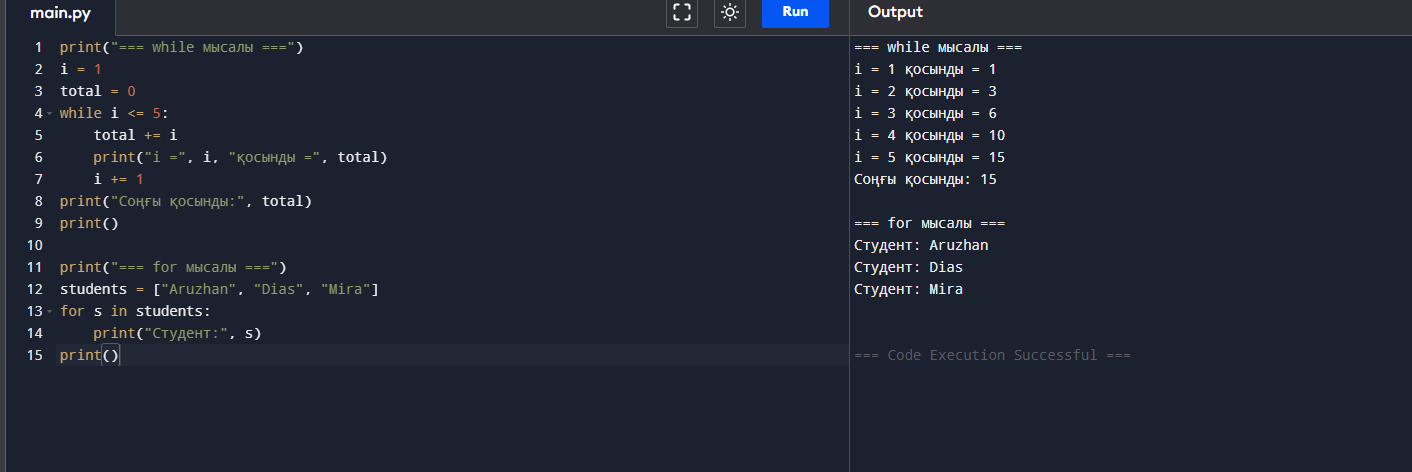 main.py
Run
Output
1 print("=== while мысалы ===")
2 i = 1
3 total = 0
4 while i <= 5:
5     total += i
6     print("i =", i, "қосынды =", total)
7     i += 1
8 print("Соңғы қосынды:", total)
9 print()
10
11 print("=== for мысалы ===")
12 students = ["Aruzhan", "Dias", "Mira"]
13 for s in students:
14     print("Студент:", s)
15 print()
=== while мысалы ===
i = 1 қосынды = 1
i = 2 қосынды = 3
i = 3 қосынды = 6
i = 4 қосынды = 10
i = 5 қосынды = 15
Соңғы қосынды: 15
=== for мысалы ===
Студент: Aruzhan
Студент: Dias
Студент: Mira
=== Code Execution Successful ===